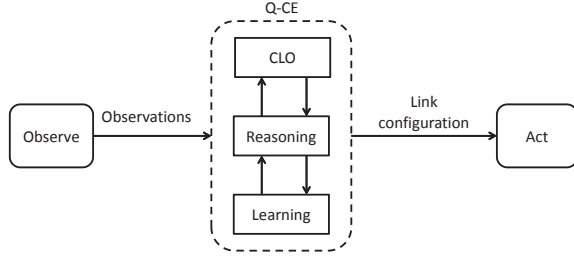 Q-CE
CLO
Observations
Link
configuration
Observe
Reasoning
Act
Learning